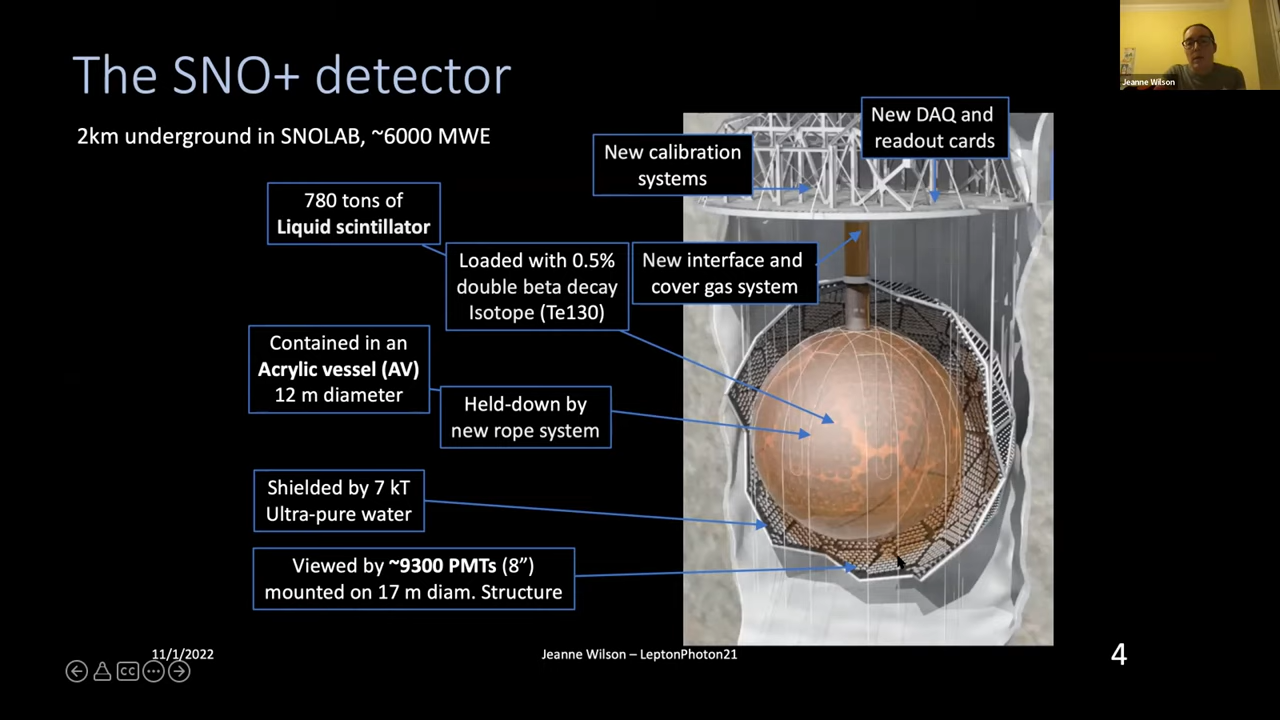 The SNO+ detector
2km underground in SNOLAB, ~6000 MWE
Jeanne Wilson
New DAQ and
readout cards
New calibration
systems
780 tons of
Liquid scintillator
Loaded with 0.5%
double beta decay
Isotope (Te130)
New interface and
cover gas system
Contained in an
Acrylic vessel (AV)
12 m diameter
Held-down by
new rope system
Shielded by 7 kT
Ultra-pure water
Viewed by ~9300 PMTs (8”)
mounted on 17 m diam. Structure
11/1/2022
Jeanne Wilson – LeptonPhoton21
4
CC